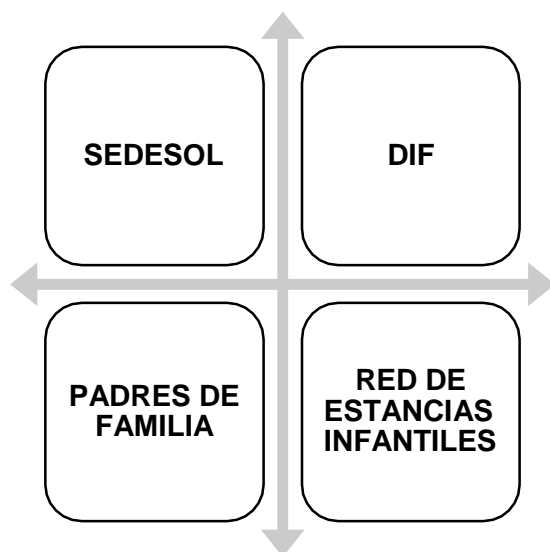 SEDESOL
DIF
PADRES DE
FAMILIA
RED DE
ESTANCIAS
INFANTILES